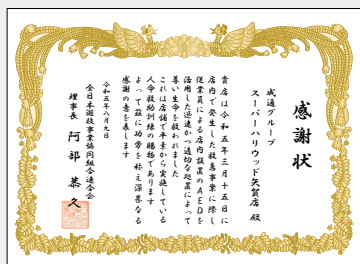 感謝状
成通グループ
スーパーハリウッド矢賀店 殿
貴店は令和五年三月十五日に
店内で発生した救急事案に際し
従業員による店内設置のAEDを
活用した迅速かつ適切な処置によって
尊い生命を救われました
これは店舗で平素から実施している
人命救助訓練の賜物であります
よって茲に功労を称え深甚なる
感謝の意を表します
令和五年八月九日
全日本遊技事業協同組合連合会
理事長 阿部 恭久